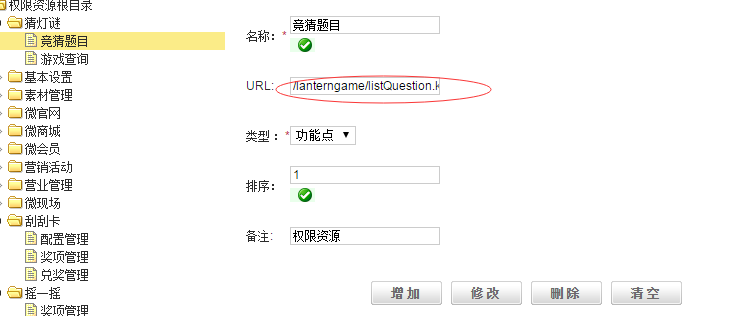 权限资源根目录
猜灯谜
竟猜题目
游戏查询
基本设置
素材管理
微官网
微商城
微会员
营销活动
营业管理
微现场
刮刮卡
配置管理
奖项管理
兑奖管理
摇一摇
奖项管理
名称：* 竟猜题目
URL: /lanterngame/listQuestion.k
类型：* 功能点
排序： 1
备注: 权限资源
增加 修改 删除 清空